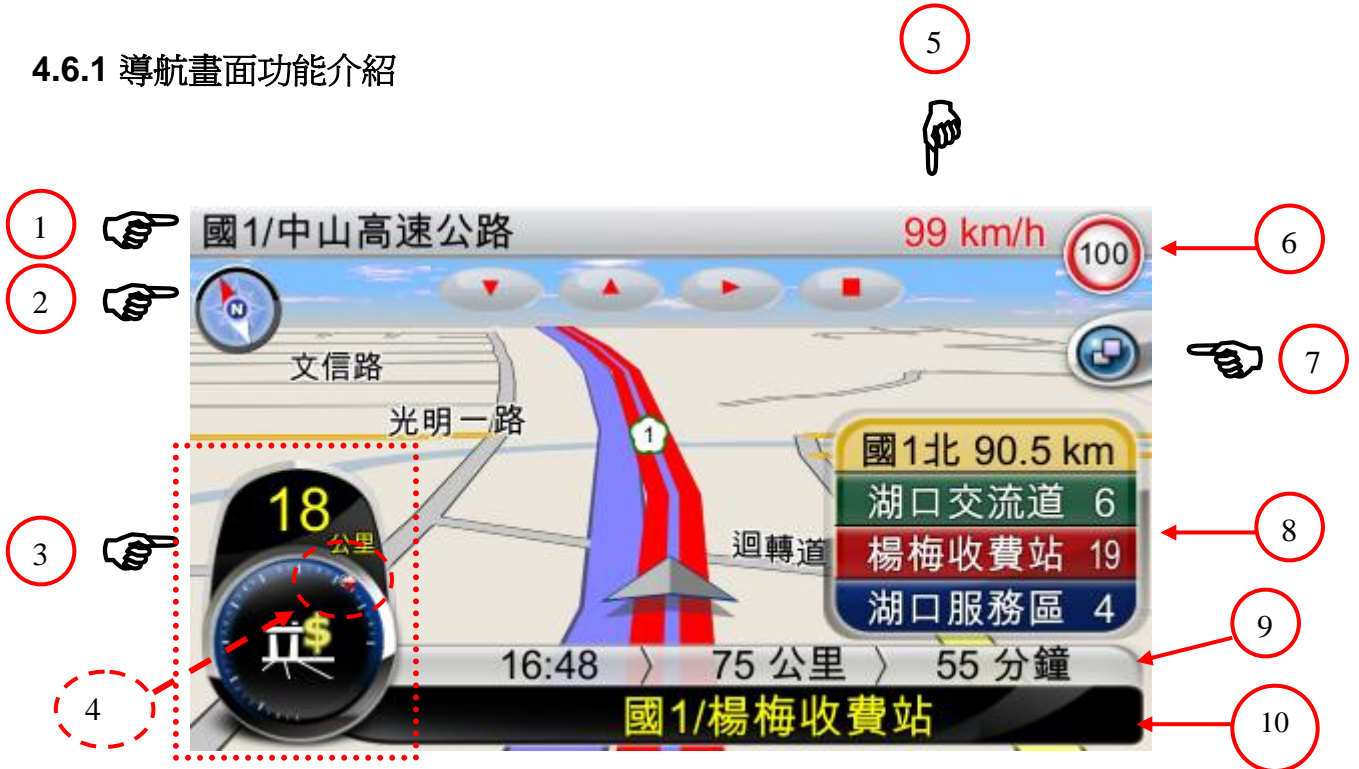 5
4.6.1 導航畫面功能介紹
1
國1/中山高速公路 99 km/h 100
6
2
N
文信路
7
光明一路
1
國1北 90.5 km
18 公里
湖口交流道 6
3
迴轉道
楊梅收費站 19
8
湖口服務區 4
$
9
16:48 〉 75 公里 〉 55 分鐘
4
國1/楊梅收費站
10